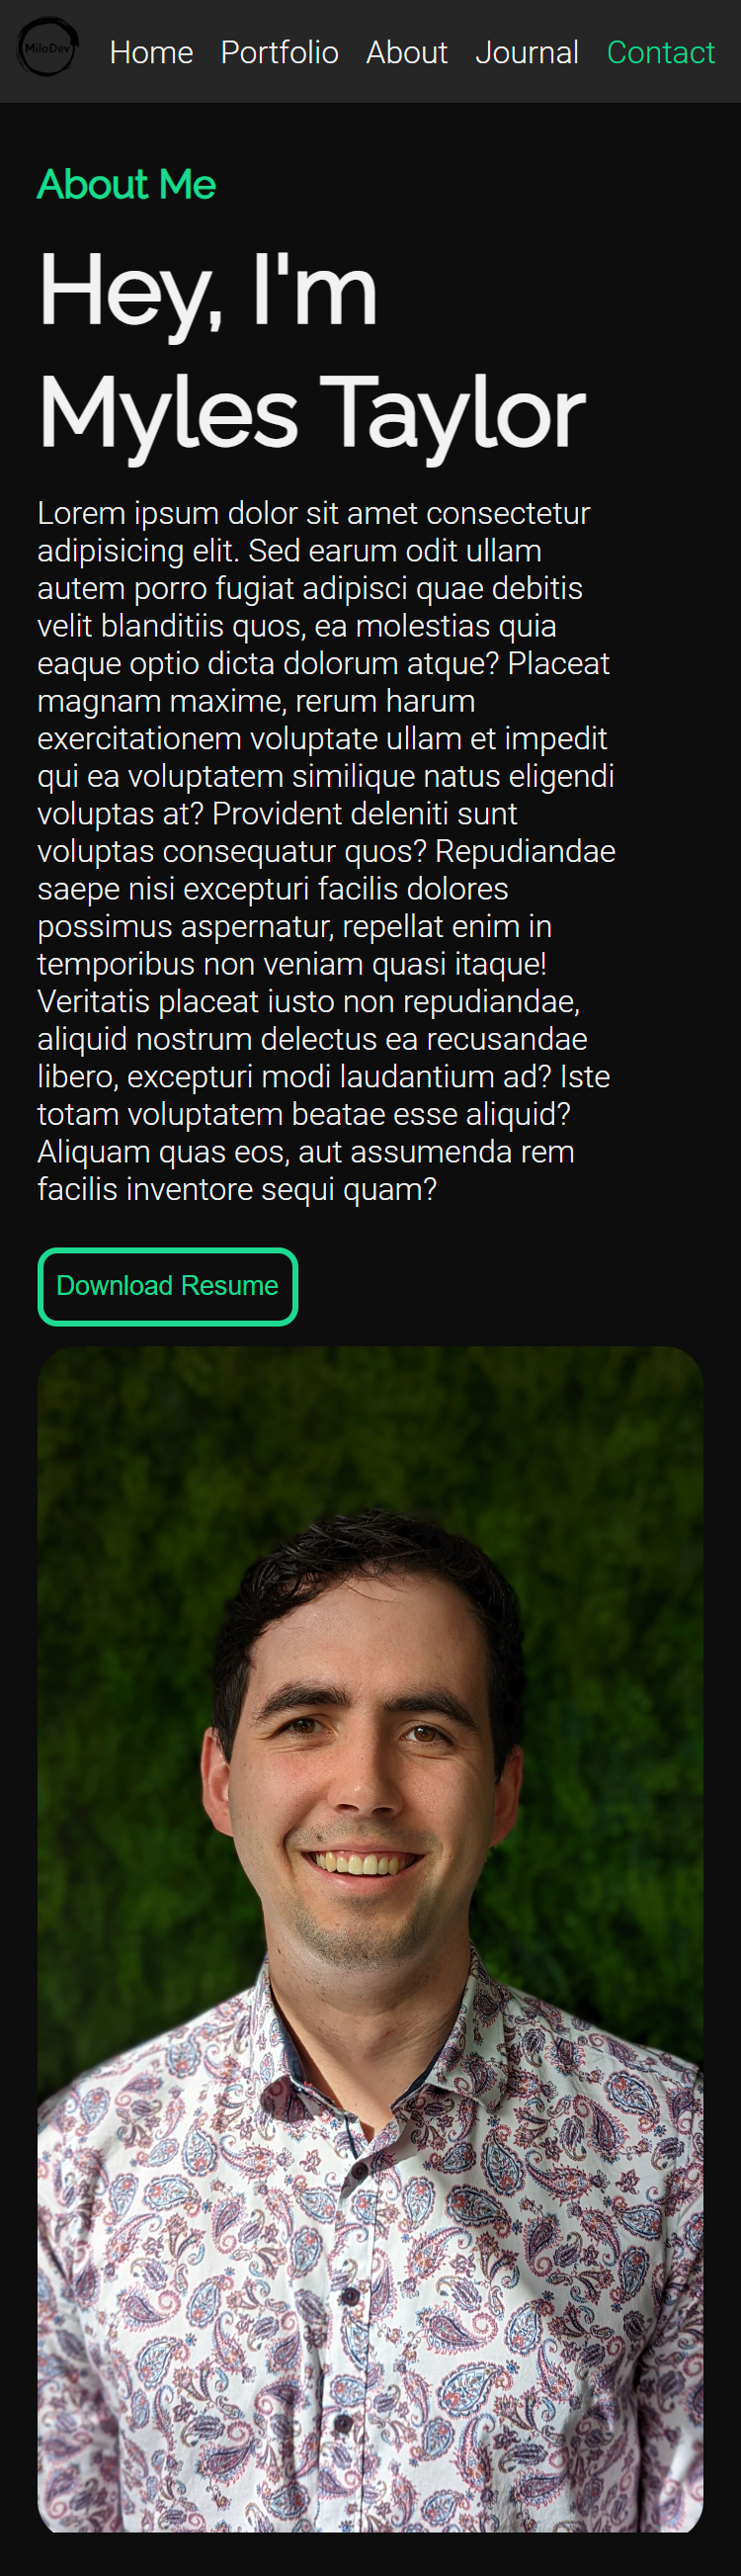 MiloDev
Home Portfolio About Journal Contact
About Me
Hey, I'm
Myles Taylor
Lorem ipsum dolor sit amet consectetur
adipisicing elit. Sed earum odit ullam
autem porro fugiat adipisci quae debitis
velit blanditiis quos, ea molestias quia
eaque optio dicta dolorum atque? Placeat
magnam maxime, rerum harum
exercitationem voluptate ullam et impedit
qui ea voluptatem similique natus eligendi
voluptas at? Provident deleniti sunt
voluptas consequatur quos? Repudiandae
saepe nisi excepturi facilis dolores
possimus aspernatur, repellat enim in
temporibus non veniam quasi itaque!
Veritatis placeat iusto non repudiandae,
aliquid nostrum delectus ea recusandae
libero, excepturi modi laudantium ad? Iste
totam voluptatem beatae esse aliquid?
Aliquam quas eos, aut assumenda rem
facilis inventore sequi quam?
Download Resume